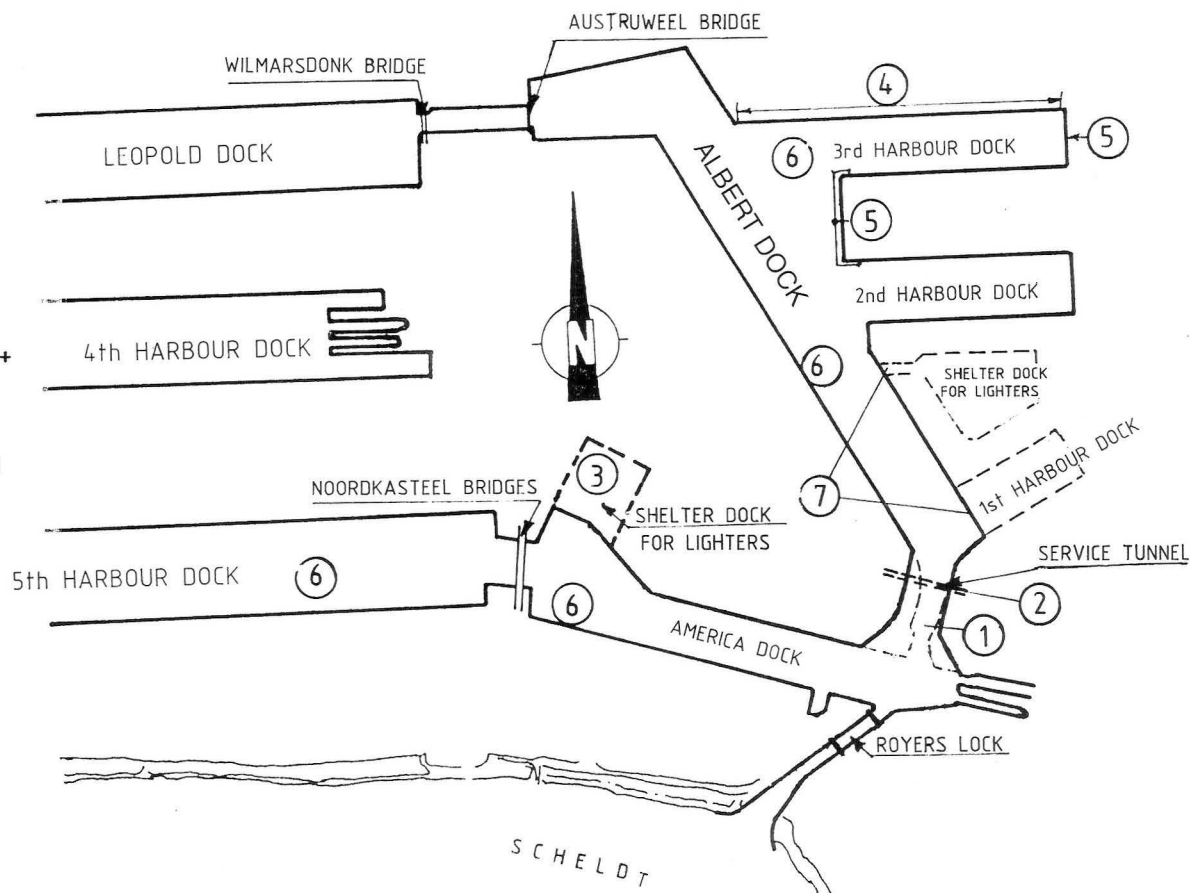 AUSTRUWEEL BRIDGE
WILMARSDONK BRIDGE
4
LEOPOLD DOCK
ALBERT DOCK
6
3rd HARBOUR DOCK
5
5
2nd HARBOUR DOCK
N
4th HARBOUR DOCK
+
6
SHELTER DOCK
FOR LIGHTERS
1st HARBOUR DOCK
7
NOORDKASTEEL BRIDGES
3
SHELTER DOCK
FOR LIGHTERS
SERVICE TUNNEL
5th HARBOUR DOCK
6
6
2
1
AMERICA DOCK
ROYERS LOCK
SCHELDT